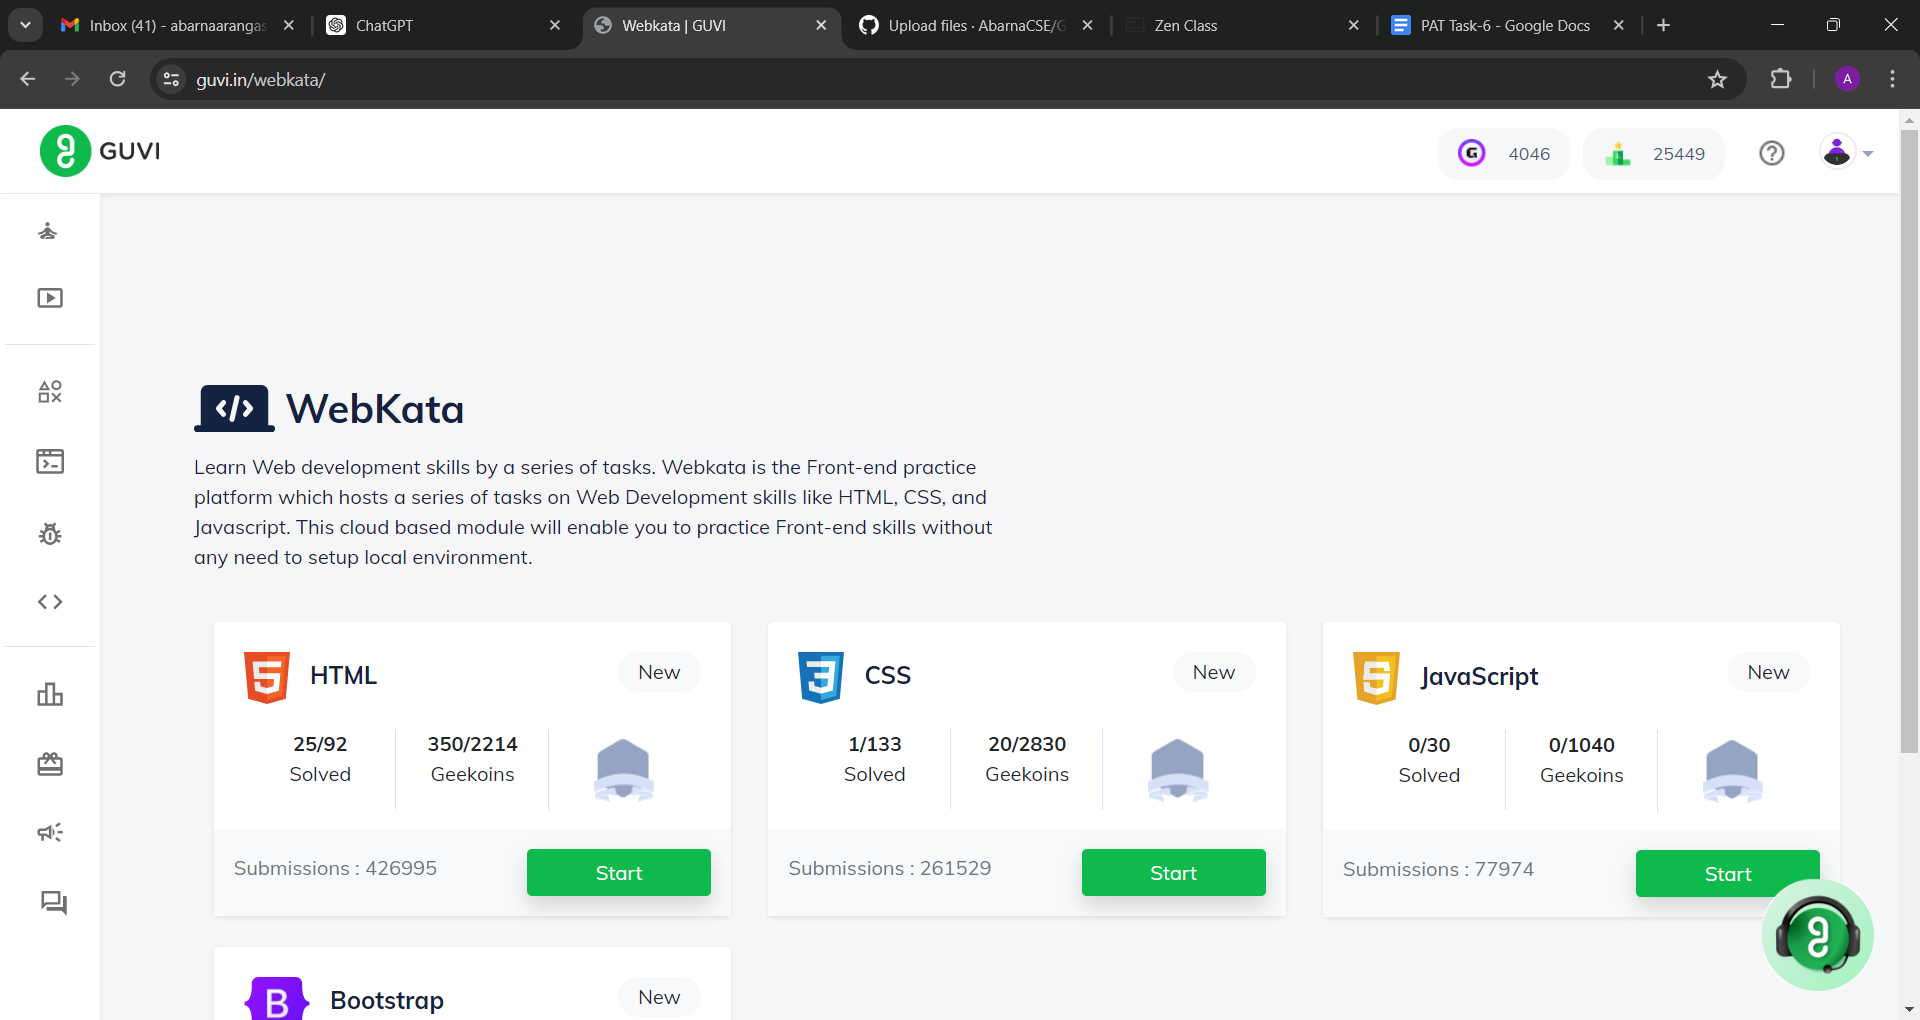 Inbox (41) - abarnaarangas
ChatGPT
Webkata | GUVI
Upload files · AbarnaCSE/G
Zen Class
PAT Task-6 - Google Docs
guvi.in/webkata/
A
GUVI
G
4046
25449
</> WebKata
Learn Web development skills by a series of tasks. Webkata is the Front-end practice
platform which hosts a series of tasks on Web Development skills like HTML, CSS, and
Javascript. This cloud based module will enable you to practice Front-end skills without
any need to setup local environment.
HTML
New
25/92
Solved
350/2214
Geekoins
Submissions : 426995
Start
CSS
New
1/133
Solved
20/2830
Geekoins
Submissions : 261529
Start
JavaScript
New
0/30
Solved
0/1040
Geekoins
Submissions : 77974
Start
B
Bootstrap
New